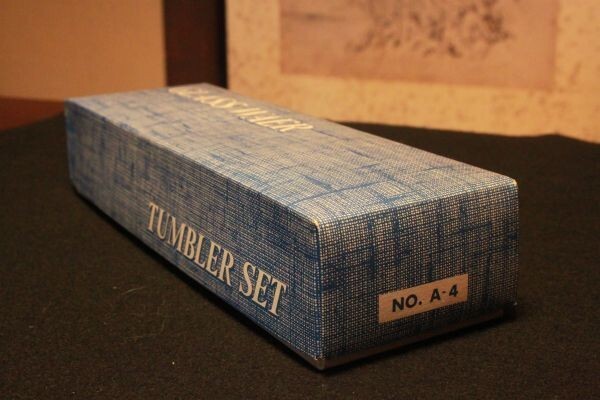 TUMBLER SET
NO. A-4